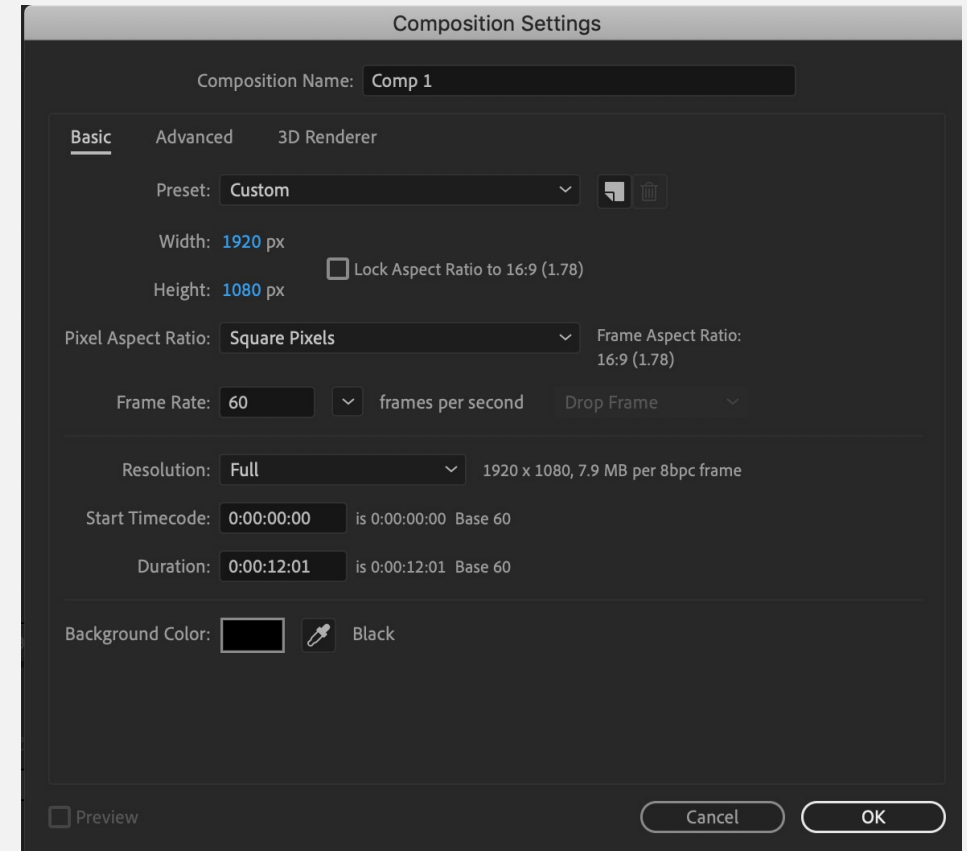 Composition Settings
Composition Name: Comp 1
Basic Advanced 3D Renderer
Preset: Custom
Width: 1920 px
Lock Aspect Ratio to 16:9 (1.78)
Height: 1080 px
Pixel Aspect Ratio: Square Pixels Frame Aspect Ratio:
16:9 (1.78)
Frame Rate: 60 frames per second Drop Frame
Resolution: Full 1920 x 1080, 7.9 MB per 8bpc frame
Start Timecode: 0:00:00:00 is 0:00:00:00 Base 60
Duration: 0:00:12:01 is 0:00:12:01 Base 60
Background Color: Black
Preview Cancel OK